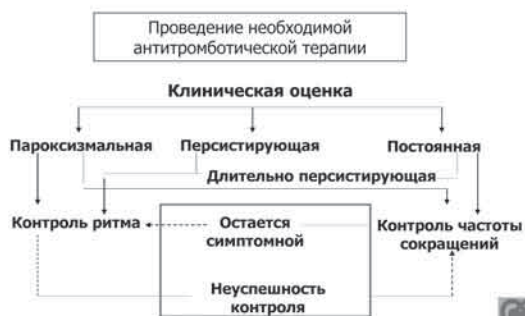 Проведение необходимой
антитромботической терапии
Клиническая оценка
Пароксизмальная Персистирующая Постоянная
Длительно персистирующая
Контроль ритма Остается Контроль частоты
симптомной сокращений
Неуспешность
контроля